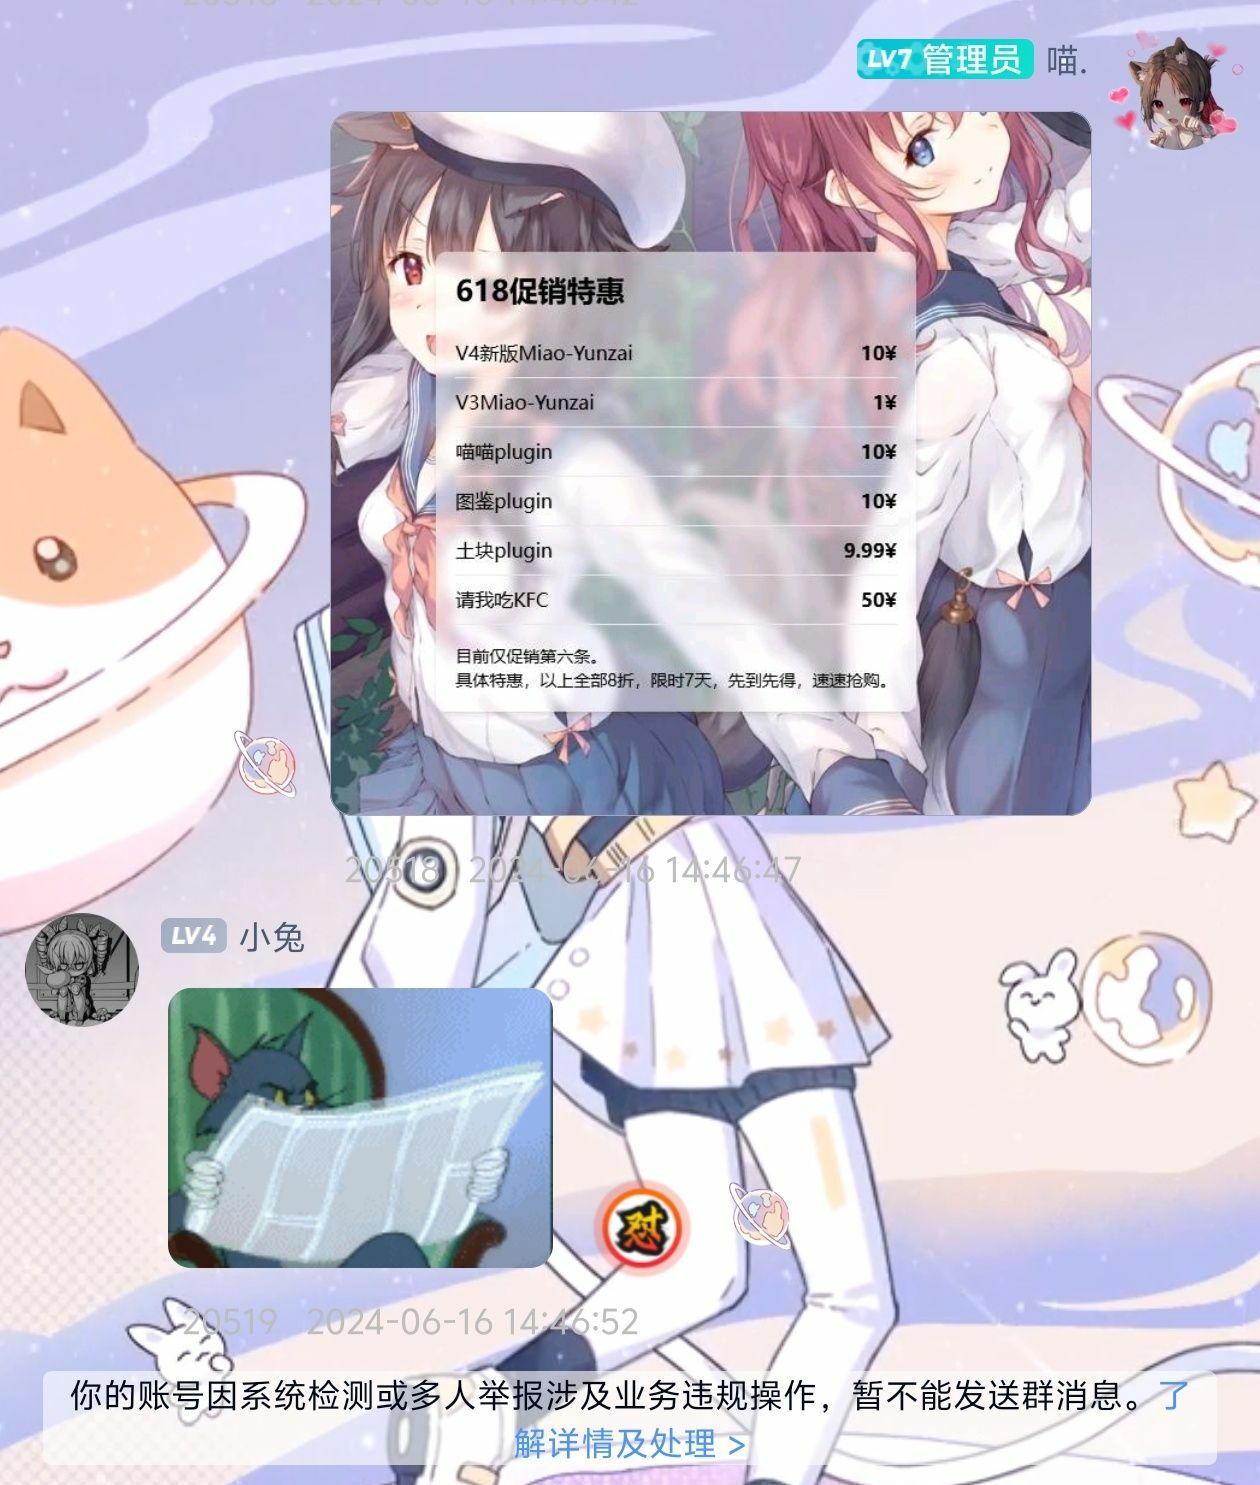 20518 2024-06-16 14:46:42
LV7 管理员 喵.
618促销特惠
V4新版Miao-Yunzai 10¥
V3Miao-Yunzai 1¥
喵喵plugin 10¥
图鉴plugin 10¥
土块plugin 9.99¥
请我吃KFC 50¥
目前仅促销第六条。
具体特惠，以上全部8折，限时7天，先到先得，速速抢购。
20518 2024-06-16 14:46:47
LV4 小兔
怼
20519 2024-06-16 14:46:52
你的账号因系统检测或多人举报涉及业务违规操作，暂不能发送群消息。了
解详情及处理 >